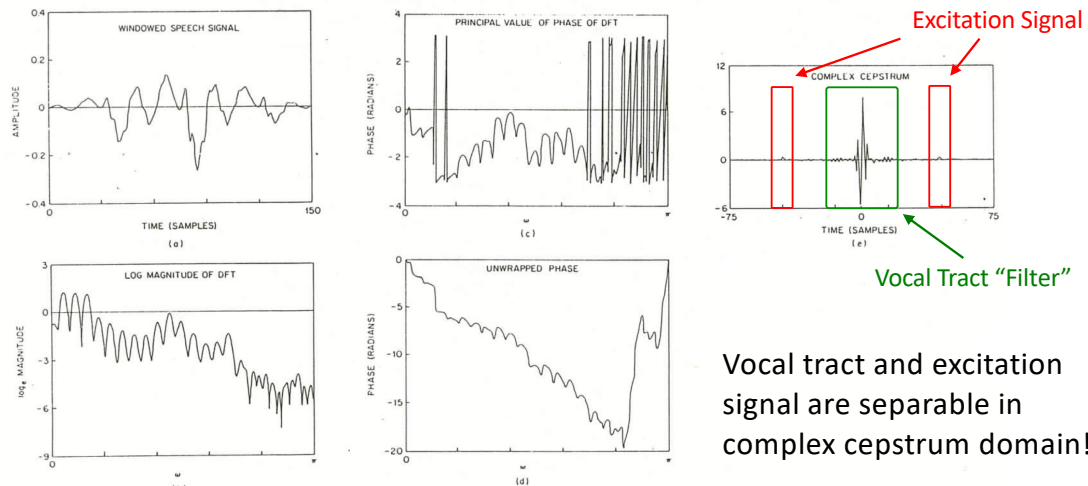 WINDOWED SPEECH SIGNAL
0.4
0.2
0
-0.2
-0.4
AMPLITUDE
0
150
TIME (SAMPLES)
(a)
LOG MAGNITUDE OF DFT
3
0
-3
-6
-9
logₑ MAGNITUDE
0
ω
π
PRINCIPAL VALUE OF PHASE OF DFT
4
2
0
-2
-4
PHASE (RADIANS)
0
ω
π
(c)
UNWRAPPED PHASE
0
-5
-10
-15
-20
PHASE (RADIANS)
0
ω
π
(d)
Excitation Signal
COMPLEX CEPSTRUM
12
6
0
-6
-75
0
75
TIME (SAMPLES)
(e)
Vocal Tract “Filter”
Vocal tract and excitation
signal are separable in
complex cepstrum domain!